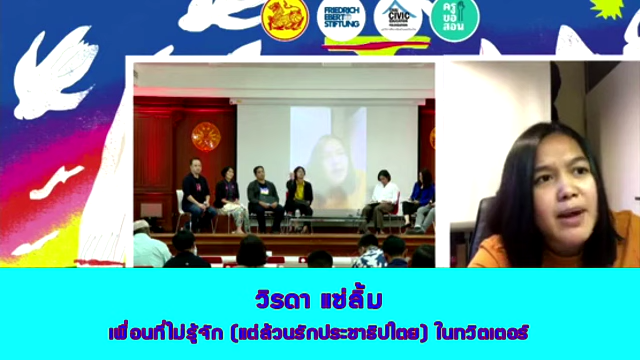 FRIEDRICH
EBERT
STIFTUNG
CIVIC
EDUCATION
ครู
ขอ
สอน
วิรดา แซ่ลิ้ม
เพื่อนที่ไม่รู้จัก (แต่ล้วนรักประชาธิปไตย) ในทวิตเตอร์